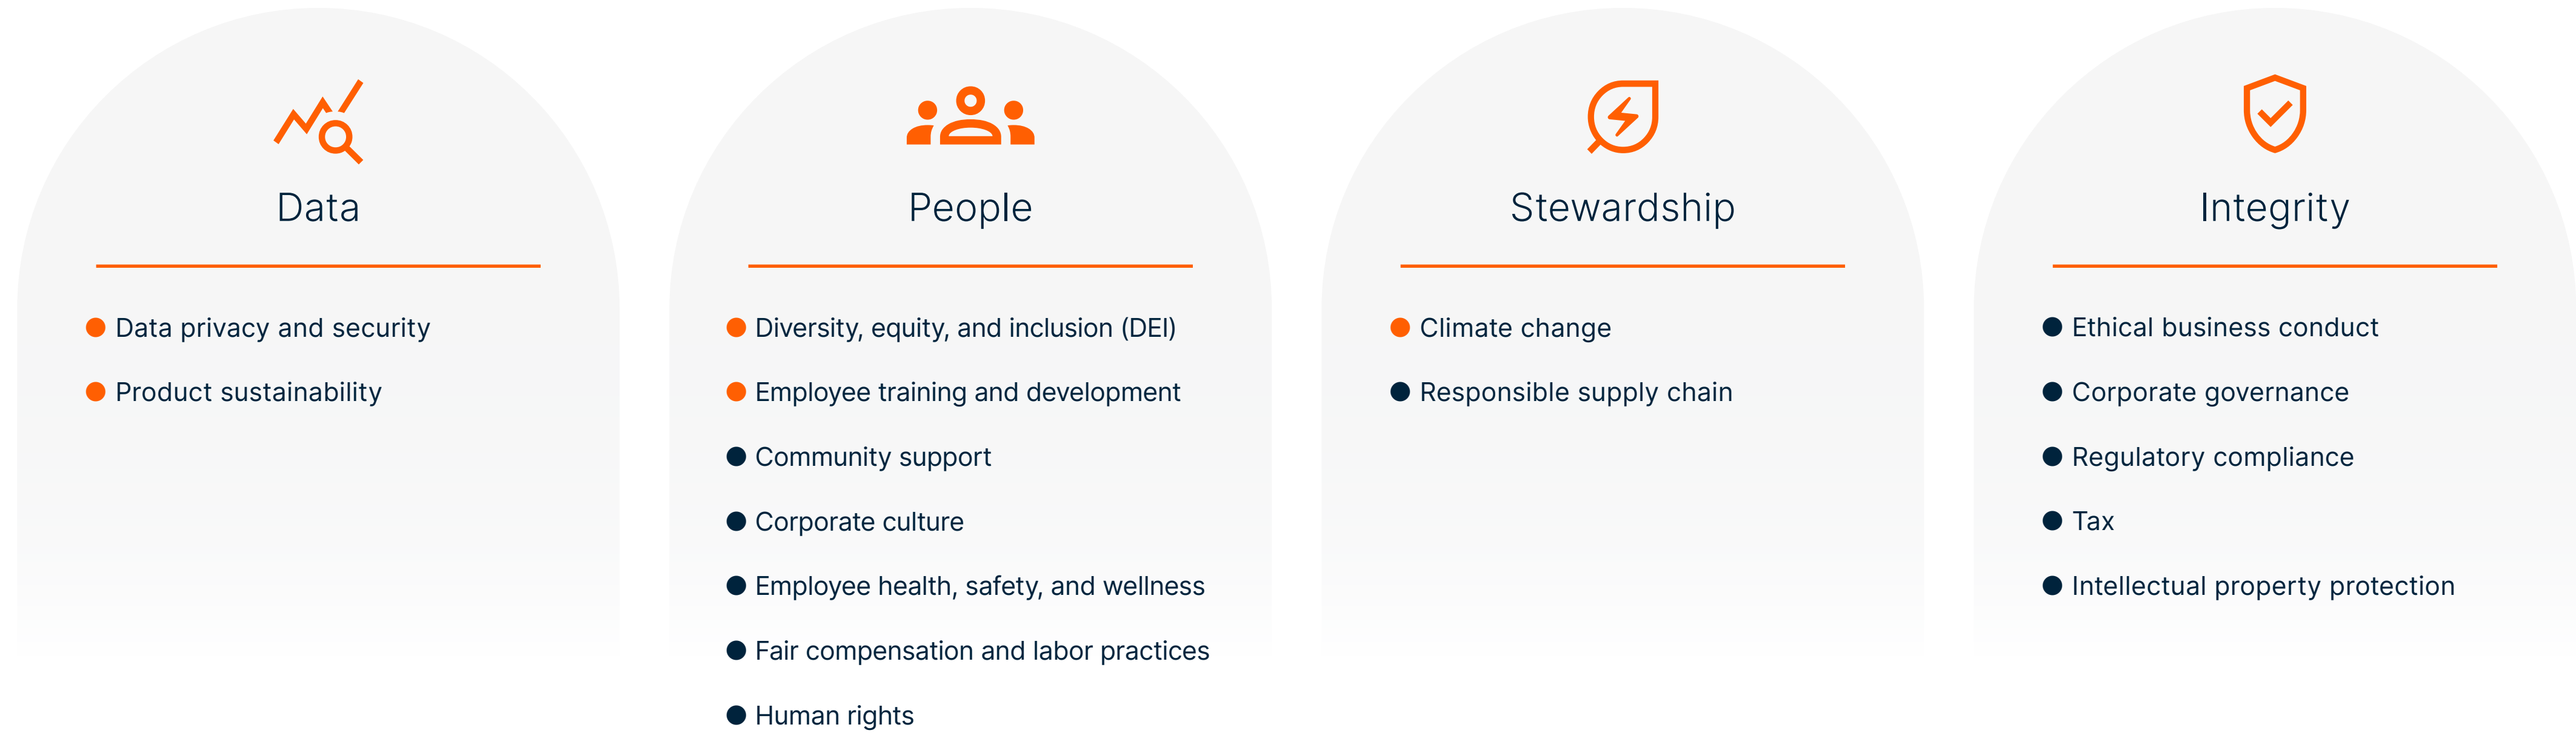 Data
Data privacy and security
Product sustainability
People
Diversity, equity, and inclusion (DEI)
Employee training and development
Community support
Corporate culture
Employee health, safety, and wellness
Fair compensation and labor practices
Human rights
Stewardship
Climate change
Responsible supply chain
Integrity
Ethical business conduct
Corporate governance
Regulatory compliance
Tax
Intellectual property protection